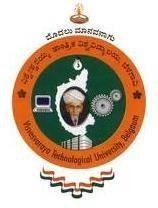 ಮೊದಲು ಮಾನವನಾಗು
ವಿಶ್ವೇಶ್ವರಯ್ಯ ತಾಂತ್ರಿಕ ವಿಶ್ವವಿದ್ಯಾಲಯ, ಬೆಳಗಾವಿ
Visvesvaraya Technological University, Belgaum